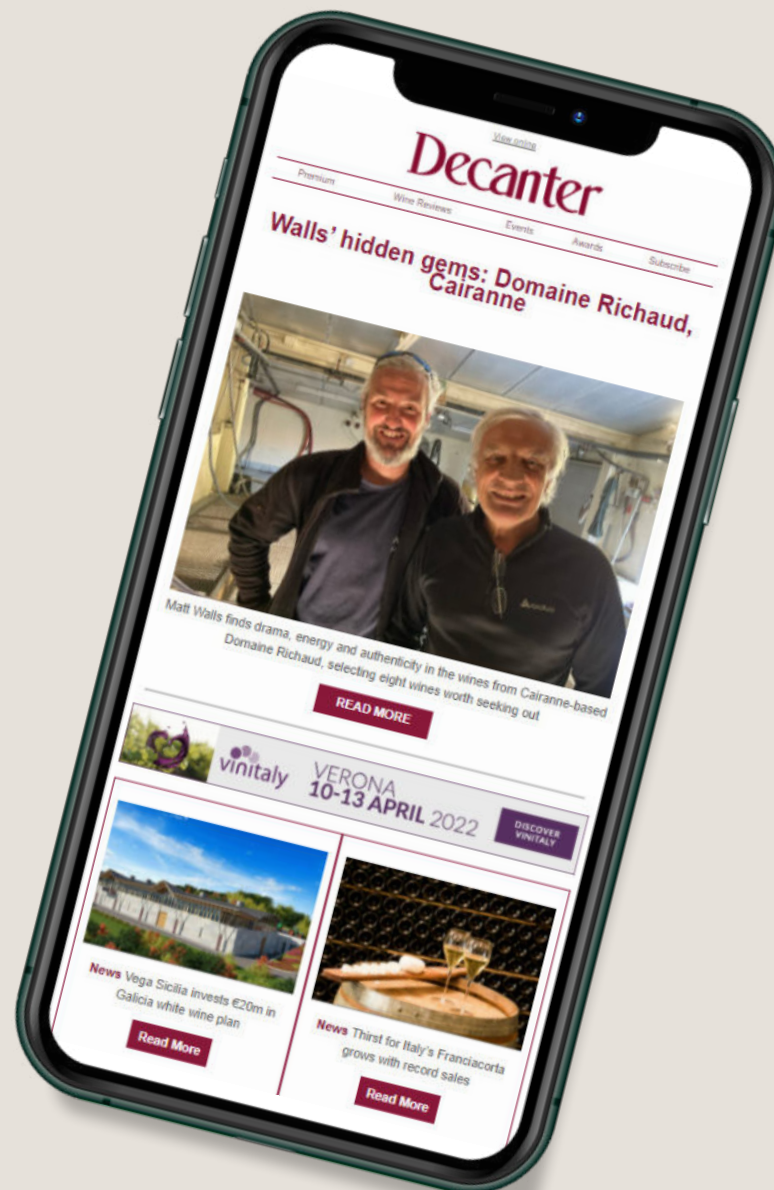 View online
Decanter
Premium Wine Reviews Events Awards Subscribe
Walls' hidden gems: Domaine Richaud,
Cairanne
Matt Walls finds drama, energy and authenticity in the wines from Cairanne-based
Domaine Richaud, selecting eight wines worth seeking out
READ MORE
vinitaly
VERONA
10-13 APRIL 2022
DISCOVER
VINITALY
News Vega Sicilia invests €20m in
Galicia white wine plan
Read More
News Thirst for Italy's Franciacorta
grows with record sales
Read More